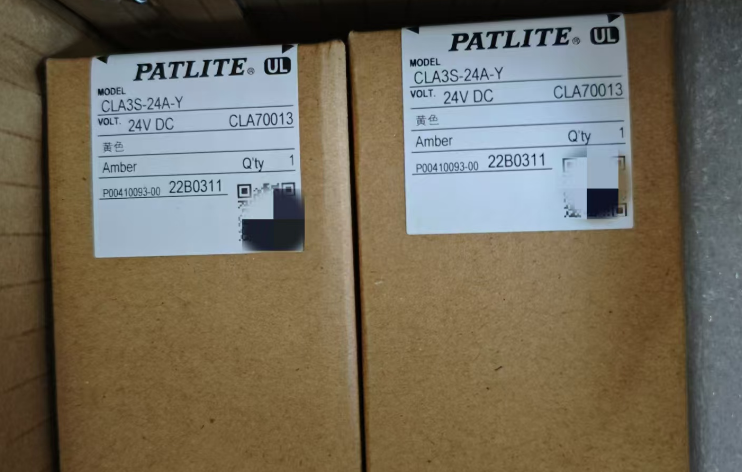 PATLITE® UL
MODEL
CLA3S-24A-Y
VOLT. 24V DC CLA70013
黄色
Amber Q'ty 1
P00410093-00 22B0311
PATLITE® UL
MODEL
CLA3S-24A-Y
VOLT. 24V DC CLA70013
黄色
Amber Q'ty 1
P00410093-00 22B0311